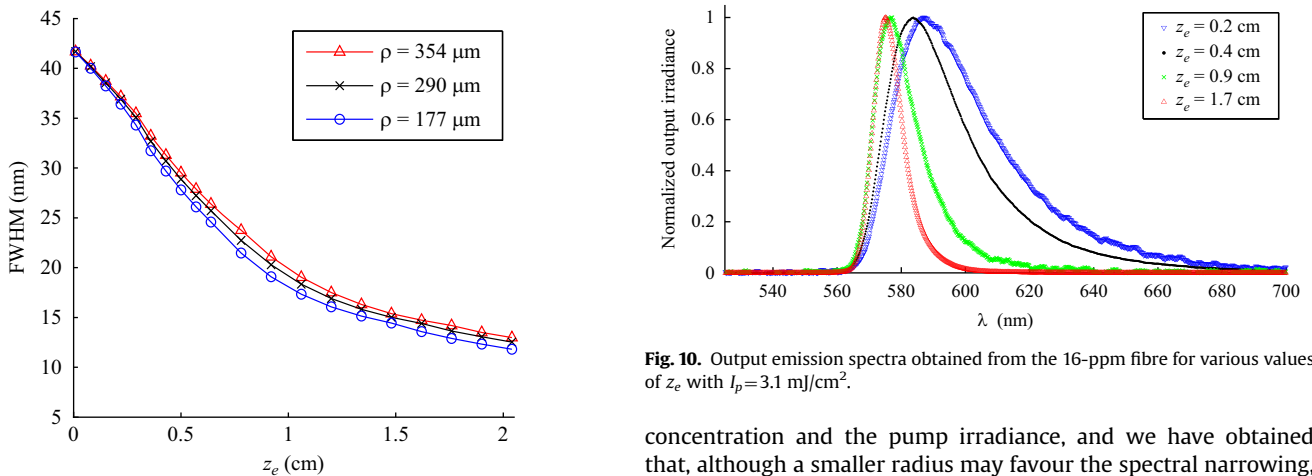 45
40
35
30
25
20
15
10
5
0
0.5
1
1.5
2
FWHM (nm)
z_e (cm)
ρ = 354 μm
ρ = 290 μm
ρ = 177 μm
1
0.8
0.6
0.4
0.2
0
540
560
580
600
620
640
660
680
700
Normalized output irradiance
λ (nm)
z_e = 0.2 cm
z_e = 0.4 cm
z_e = 0.9 cm
z_e = 1.7 cm
Fig. 10. Output emission spectra obtained from the 16-ppm fibre for various values
of z_e with I_p=3.1 mJ/cm².
concentration and the pump irradiance, and we have obtained
that, although a smaller radius may favour the spectral narrowing,